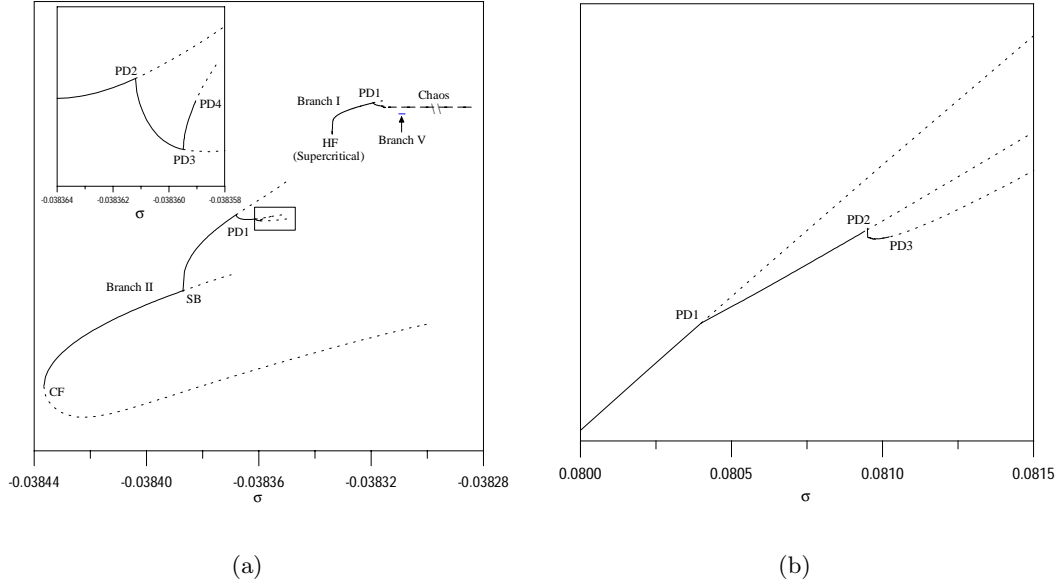 PD2
PD4
PD3
-0.038364
-0.038362
-0.038360
-0.038358
σ
PD1
Chaos
Branch I
HF
(Supercritical)
Branch V
PD1
Branch II
SB
CF
-0.03844
-0.03840
-0.03836
-0.03832
-0.03828
σ
(a)
PD2
PD3
PD1
0.0800
0.0805
0.0810
0.0815
σ
(b)